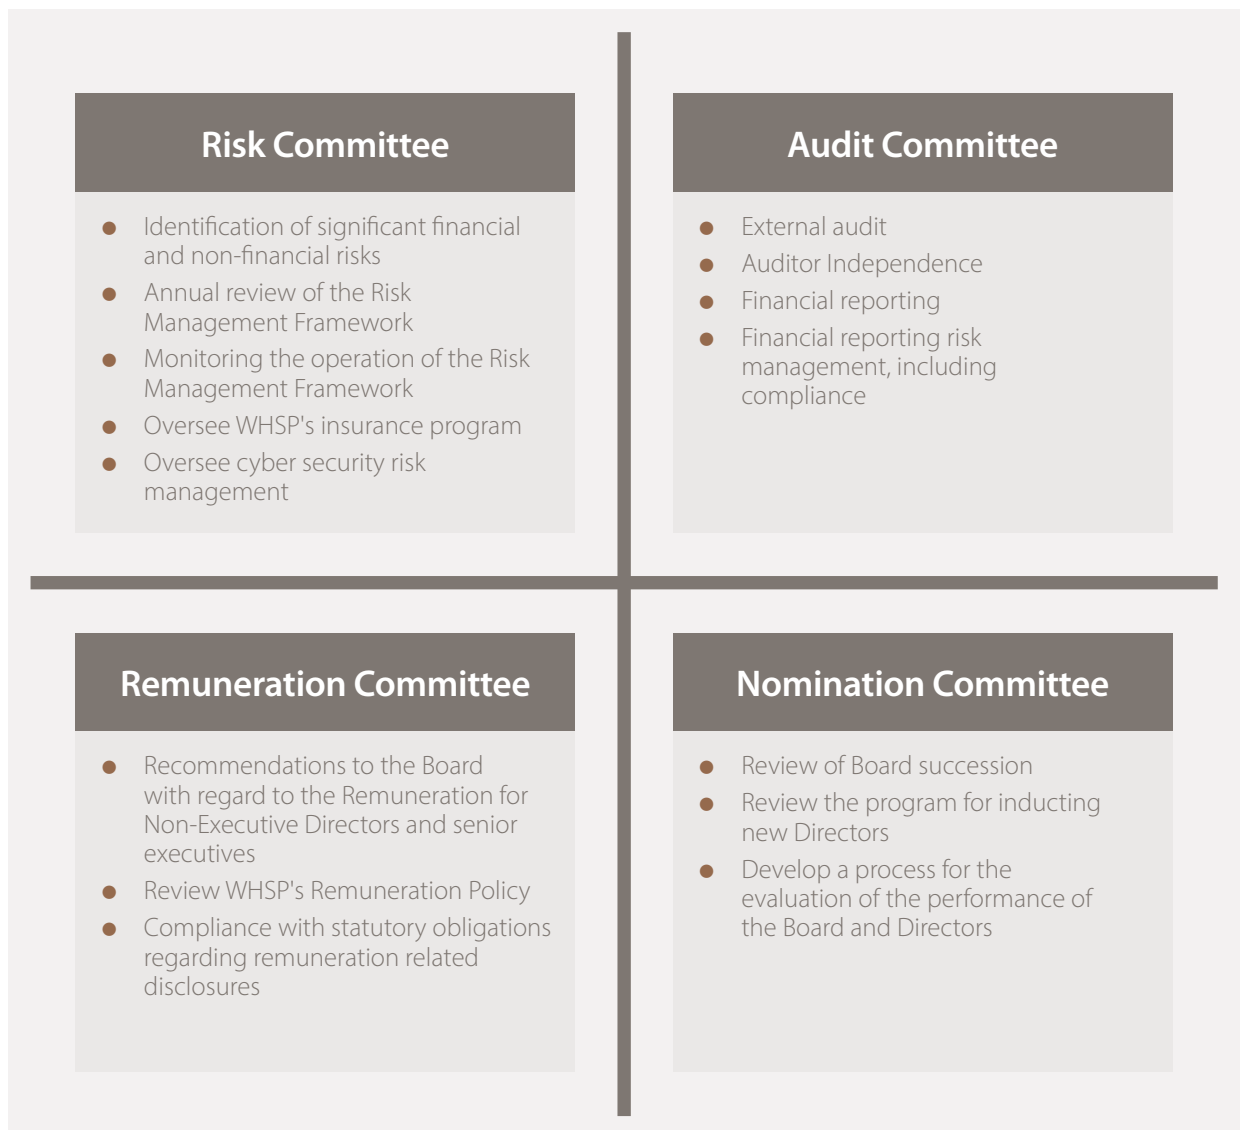 Risk Committee
● Identification of significant financial
and non-financial risks
● Annual review of the Risk
Management Framework
● Monitoring the operation of the Risk
Management Framework
● Oversee WHSP's insurance program
● Oversee cyber security risk
management
Audit Committee
● External audit
● Auditor Independence
● Financial reporting
● Financial reporting risk
management, including
compliance
Remuneration Committee
● Recommendations to the Board
with regard to the Remuneration for
Non-Executive Directors and senior
executives
● Review WHSP's Remuneration Policy
● Compliance with statutory obligations
regarding remuneration related
disclosures
Nomination Committee
● Review of Board succession
● Review the program for inducting
new Directors
● Develop a process for the
evaluation of the performance of
the Board and Directors